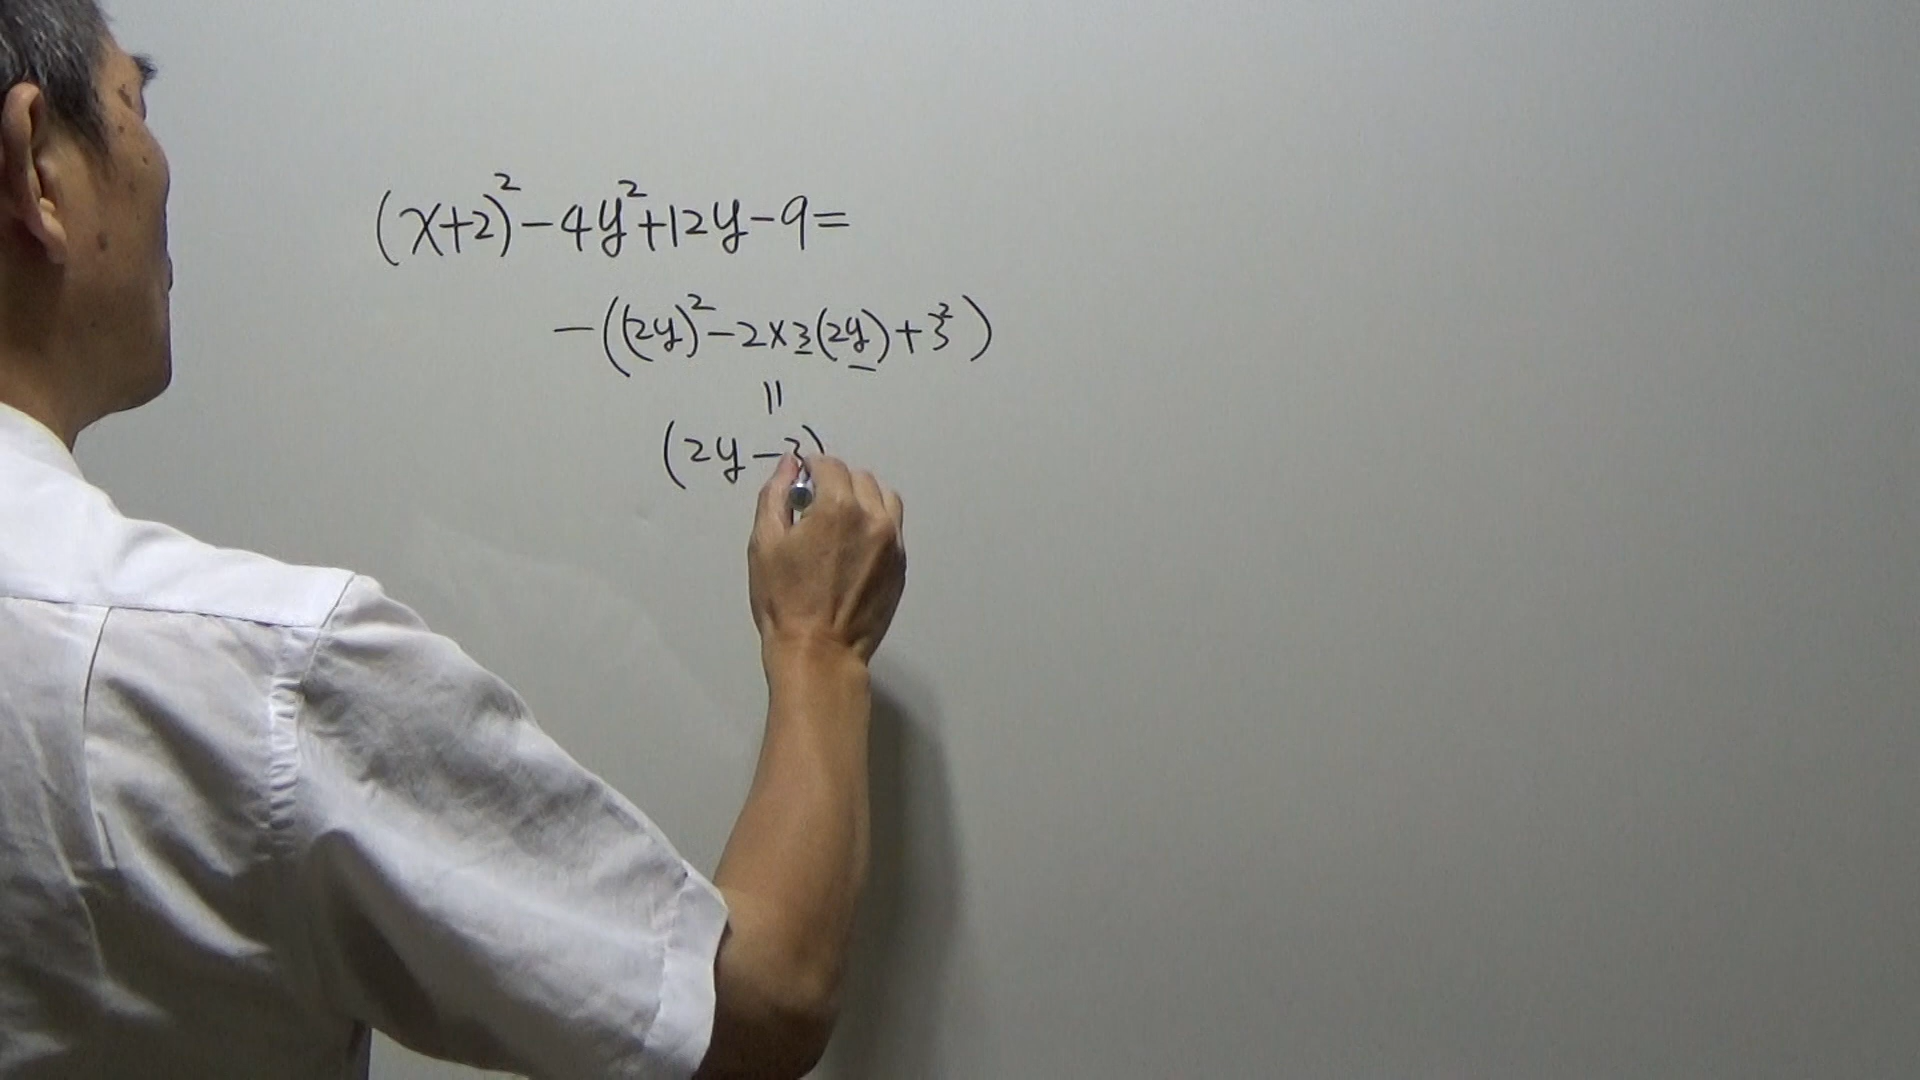 (x+2)²-4y²+12y-9=
-((2y)²-2×3(2y)+3²)
=
(2y-3)